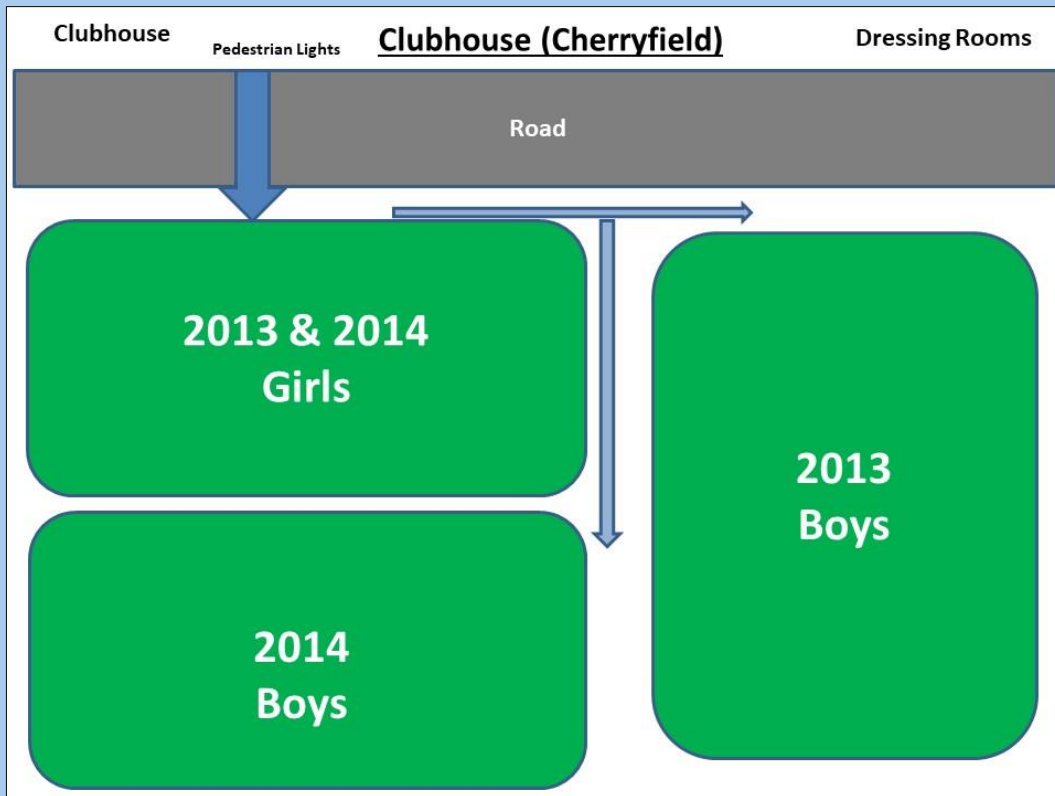 Clubhouse
Pedestrian Lights
Clubhouse (Cherryfield)
Dressing Rooms
Road
2013 & 2014
Girls
2013
Boys
2014
Boys